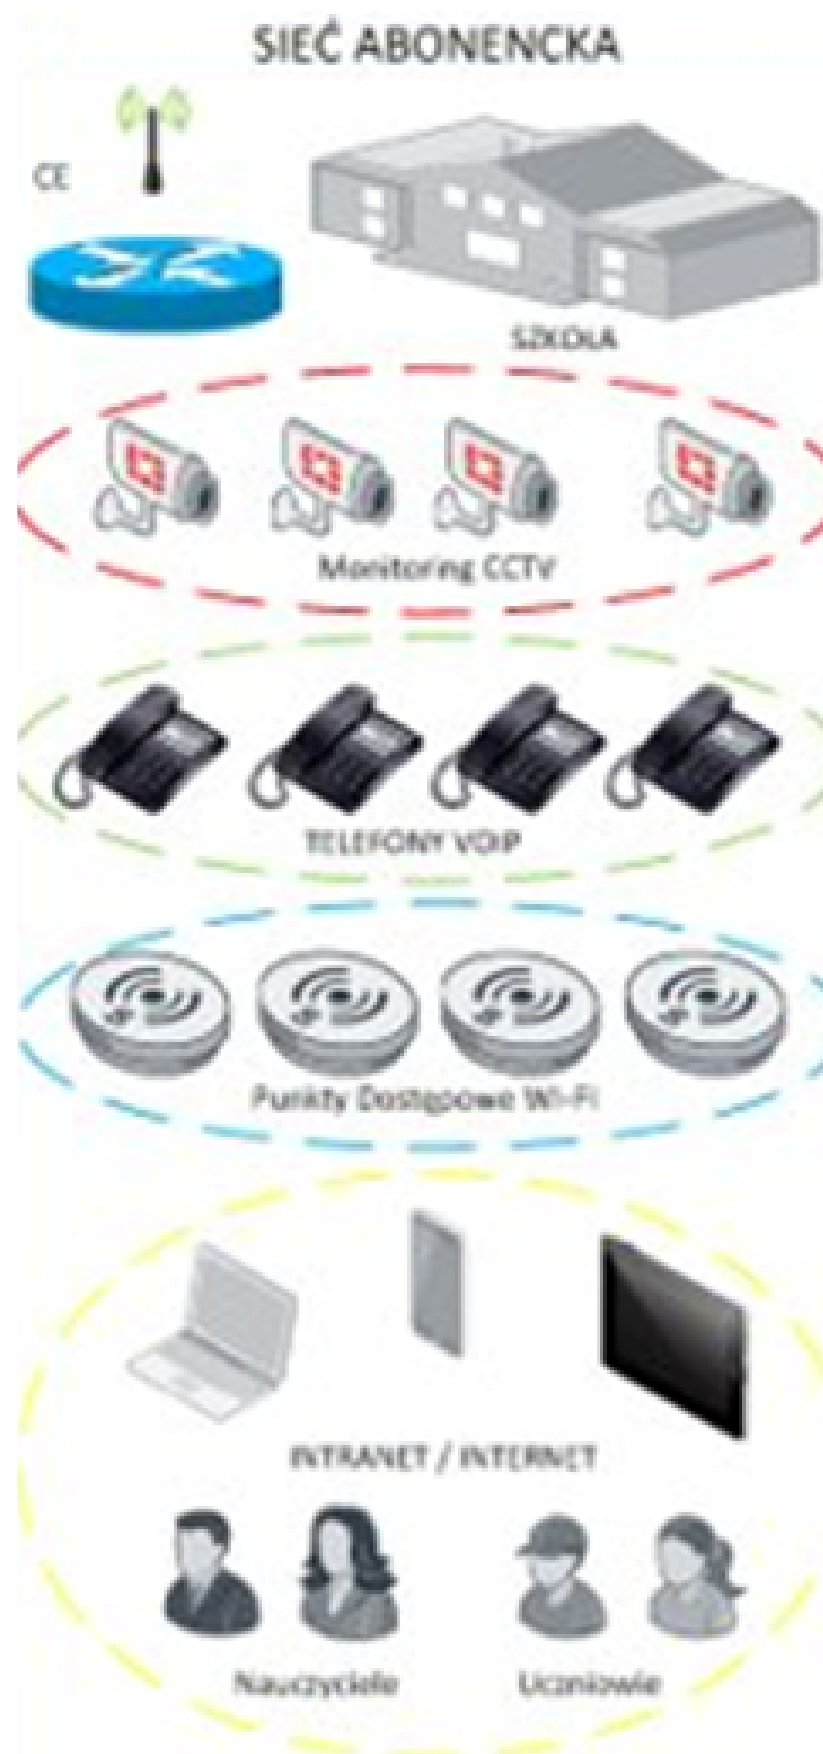 SIEĆ ABONENCKA
CE
SZKOŁA
Monitoring CCTV
TELEFONY VOIP
Punkty Dostępowe Wi-Fi
INTRANET / INTERNET
Nauczyciele Uczniowie